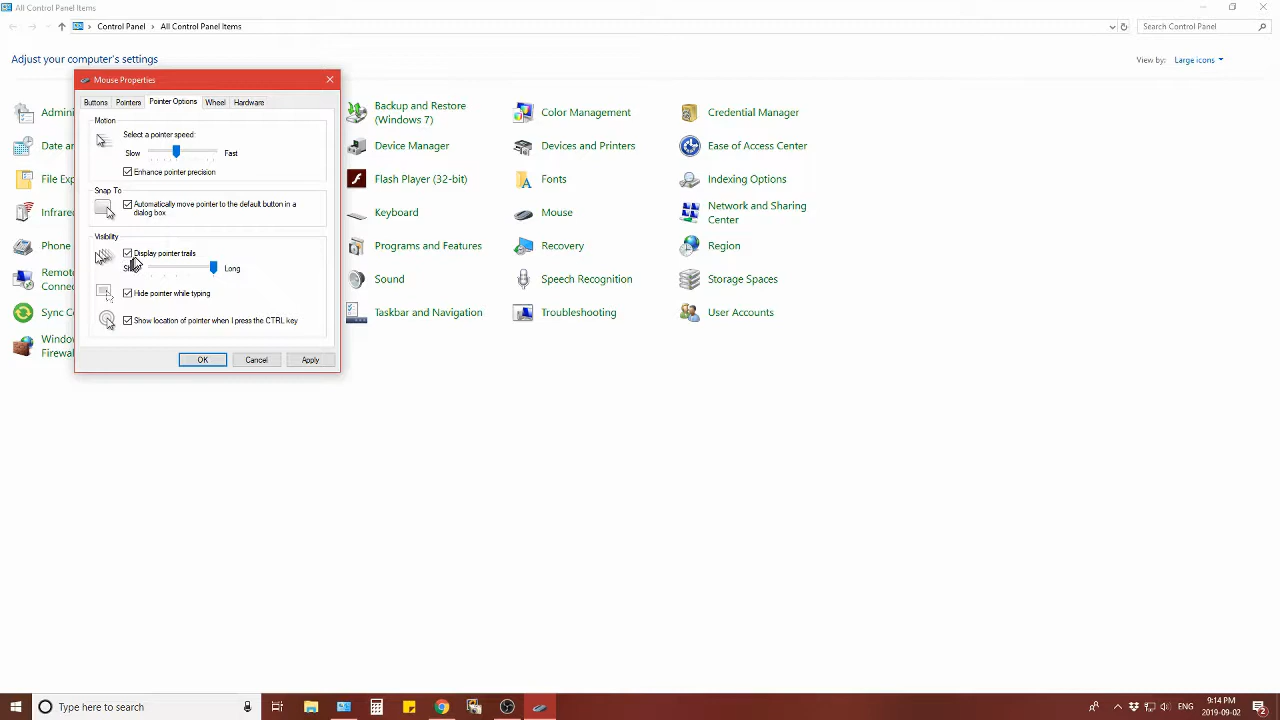 All Control Panel Items
Control Panel
All Control Panel Items
Search Control Panel
Adjust your computer's settings
View by:
Large icons
Mouse Properties
Buttons
Pointers
Pointer Options
Wheel
Hardware
Motion
Select a pointer speed:
Slow
Fast
Enhance pointer precision
Snap To
Automatically move pointer to the default button in a
dialog box
Visibility
Display pointer trails
Long
Hide pointer while typing
Show location of pointer when I press the CTRL key
OK
Cancel
Apply
Admini
Date an
File Exp
Infrared
Phone
Remot
Connec
Sync C
Window
Firewal
Backup and Restore
(Windows 7)
Color Management
Credential Manager
Device Manager
Devices and Printers
Ease of Access Center
Flash Player (32-bit)
Fonts
Indexing Options
Keyboard
Mouse
Network and Sharing
Center
Programs and Features
Recovery
Region
Sound
Speech Recognition
Storage Spaces
Taskbar and Navigation
Troubleshooting
User Accounts
Type here to search
ENG
9:14 PM
2019-09-02
2